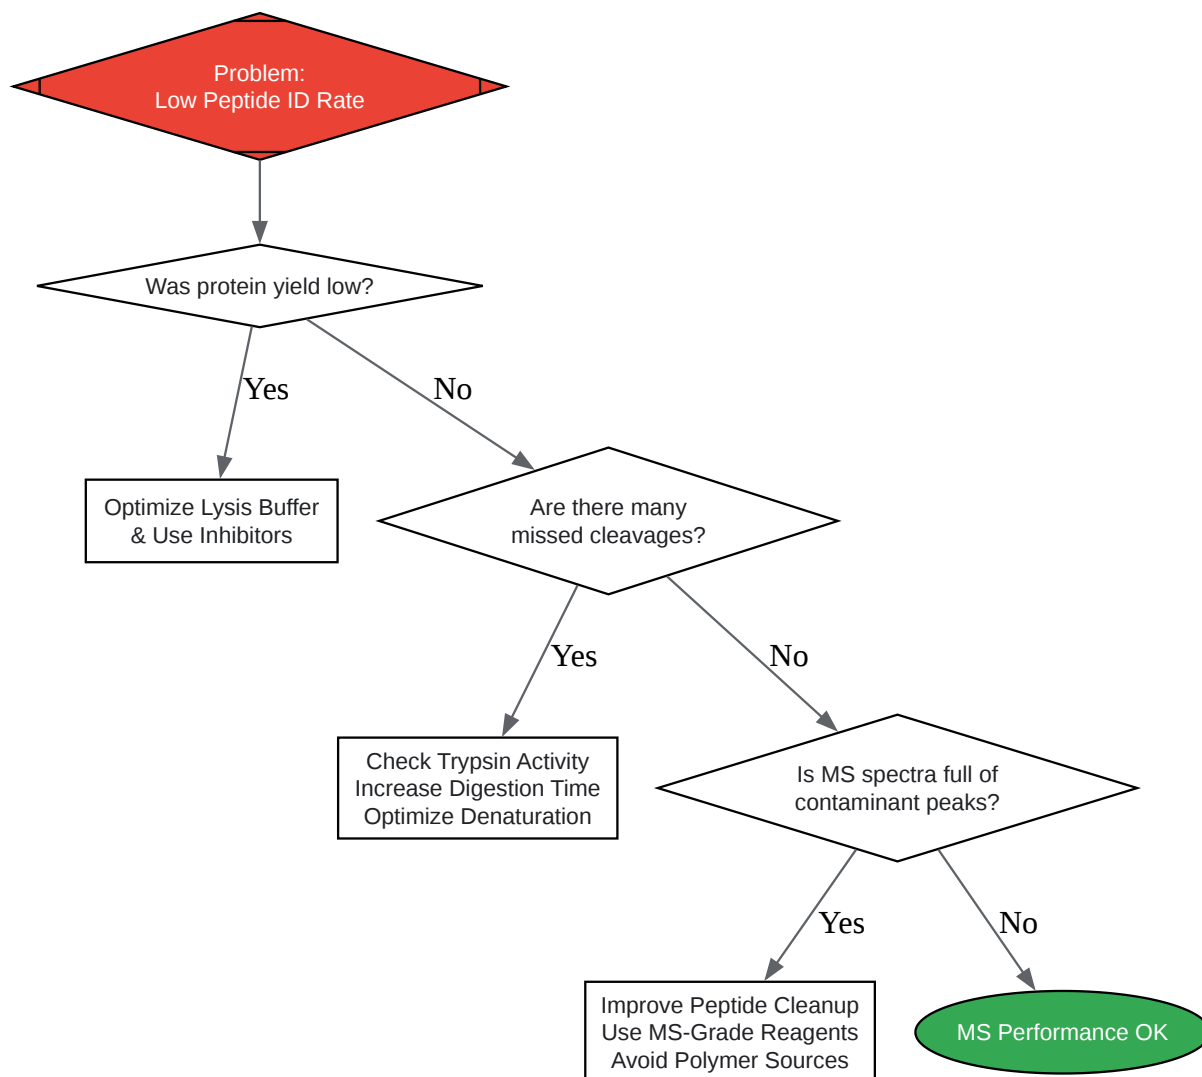 Problem:
Low Peptide ID Rate
Was protein yield low?
Yes
No
Optimize Lysis Buffer
& Use Inhibitors
Are there many
missed cleavages?
Yes
No
Check Trypsin Activity
Increase Digestion Time
Optimize Denaturation
Is MS spectra full of
contaminant peaks?
Yes
No
Improve Peptide Cleanup
Use MS-Grade Reagents
Avoid Polymer Sources
MS Performance OK